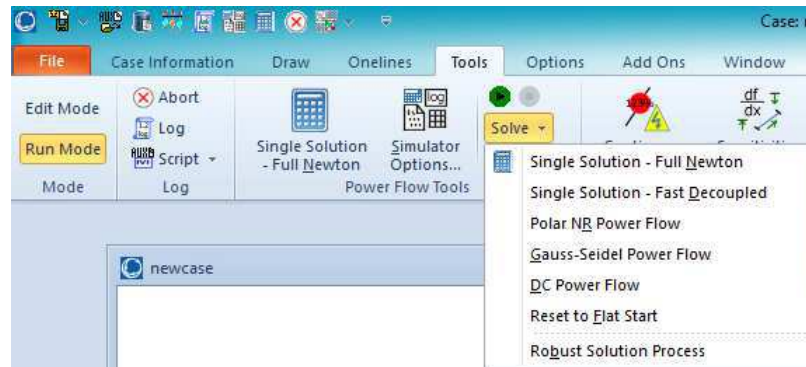 Case:
File Case Information Draw Onelines Tools Options Add Ons Window
Edit Mode
Run Mode
Mode
Abort
Log
Script
Log
Single Solution
- Full Newton
Simulator
Options...
Power Flow Tools
log
Solve
df
dx
Single Solution - Full Newton
Single Solution - Fast Decoupled
Polar NR Power Flow
Gauss-Seidel Power Flow
DC Power Flow
Reset to Flat Start
Robust Solution Process
newcase